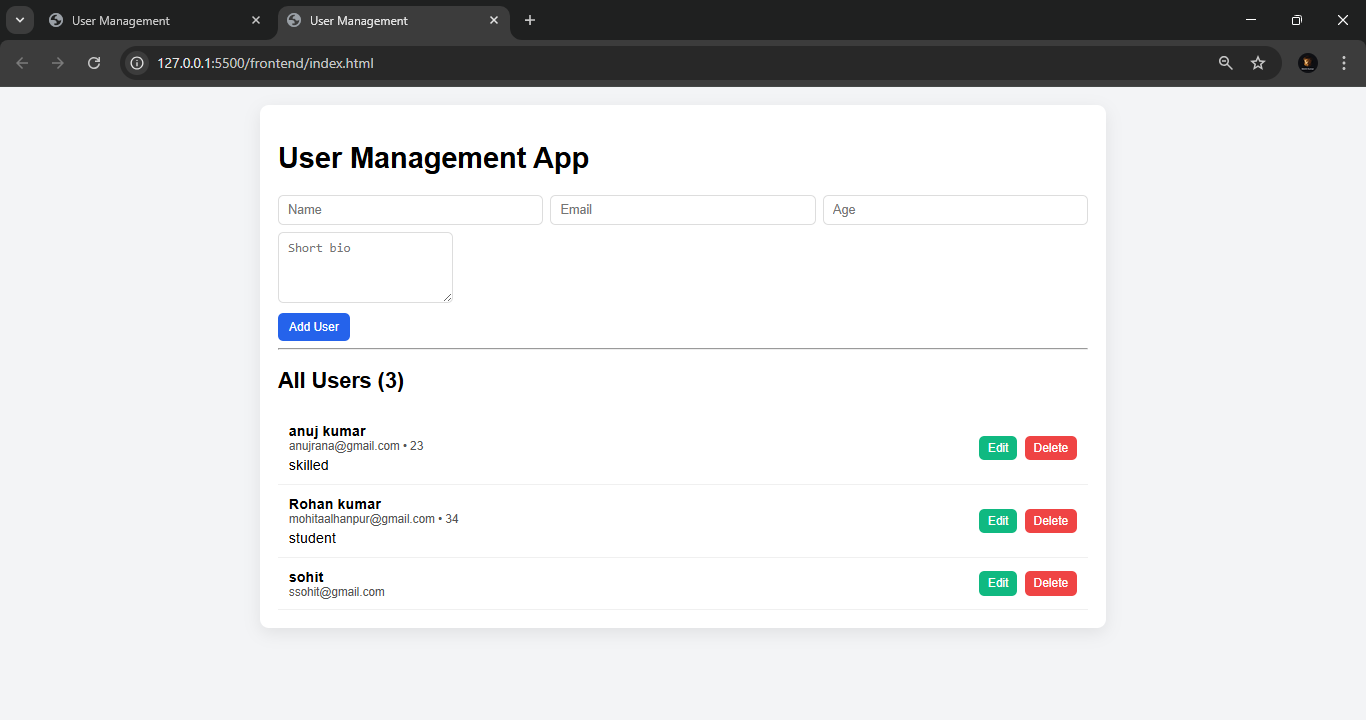 User Management
User Management
127.0.0.1:5500/frontend/index.html
User Management App
Name Email Age
Short bio
Add User
All Users (3)
anuj kumar
anujrana@gmail.com • 23
skilled
Edit Delete
Rohan kumar
mohitaalhanpur@gmail.com • 34
student
Edit Delete
sohit
ssohit@gmail.com
Edit Delete